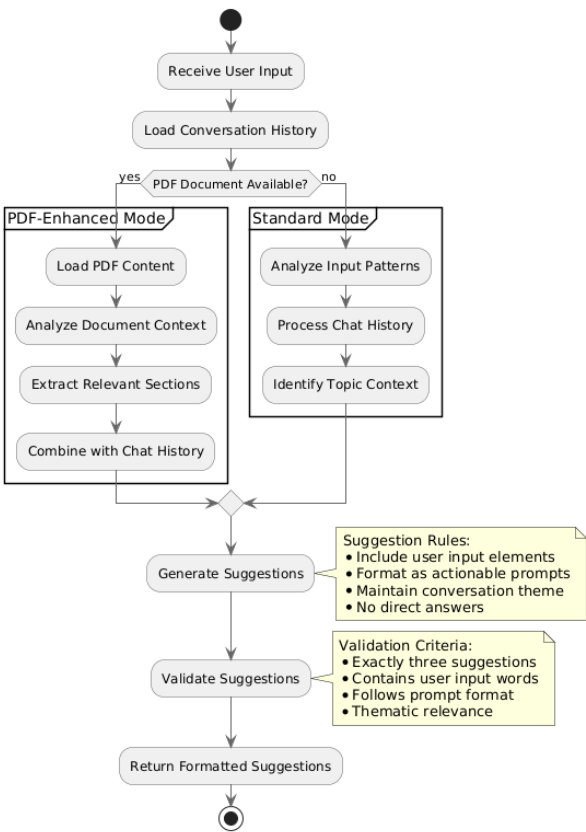 Receive User Input
Load Conversation History
PDF Document Available?
yes
no
PDF-Enhanced Mode
Load PDF Content
Analyze Document Context
Extract Relevant Sections
Combine with Chat History
Standard Mode
Analyze Input Patterns
Process Chat History
Identify Topic Context
Generate Suggestions
Suggestion Rules:
• Include user input elements
• Format as actionable prompts
• Maintain conversation theme
• No direct answers
Validate Suggestions
Validation Criteria:
• Exactly three suggestions
• Contains user input words
• Follows prompt format
• Thematic relevance
Return Formatted Suggestions